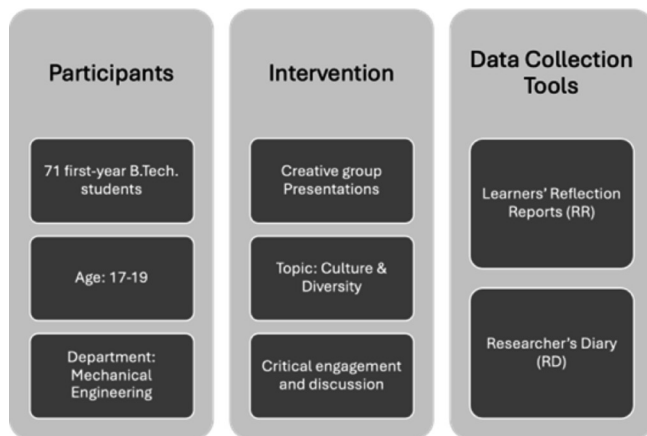 Participants
71 first-year B.Tech.
students
Age: 17-19
Department:
Mechanical
Engineering
Intervention
Creative group
Presentations
Topic: Culture &
Diversity
Critical engagement
and discussion
Data Collection
Tools
Learners' Reflection
Reports (RR)
Researcher's Diary
(RD)